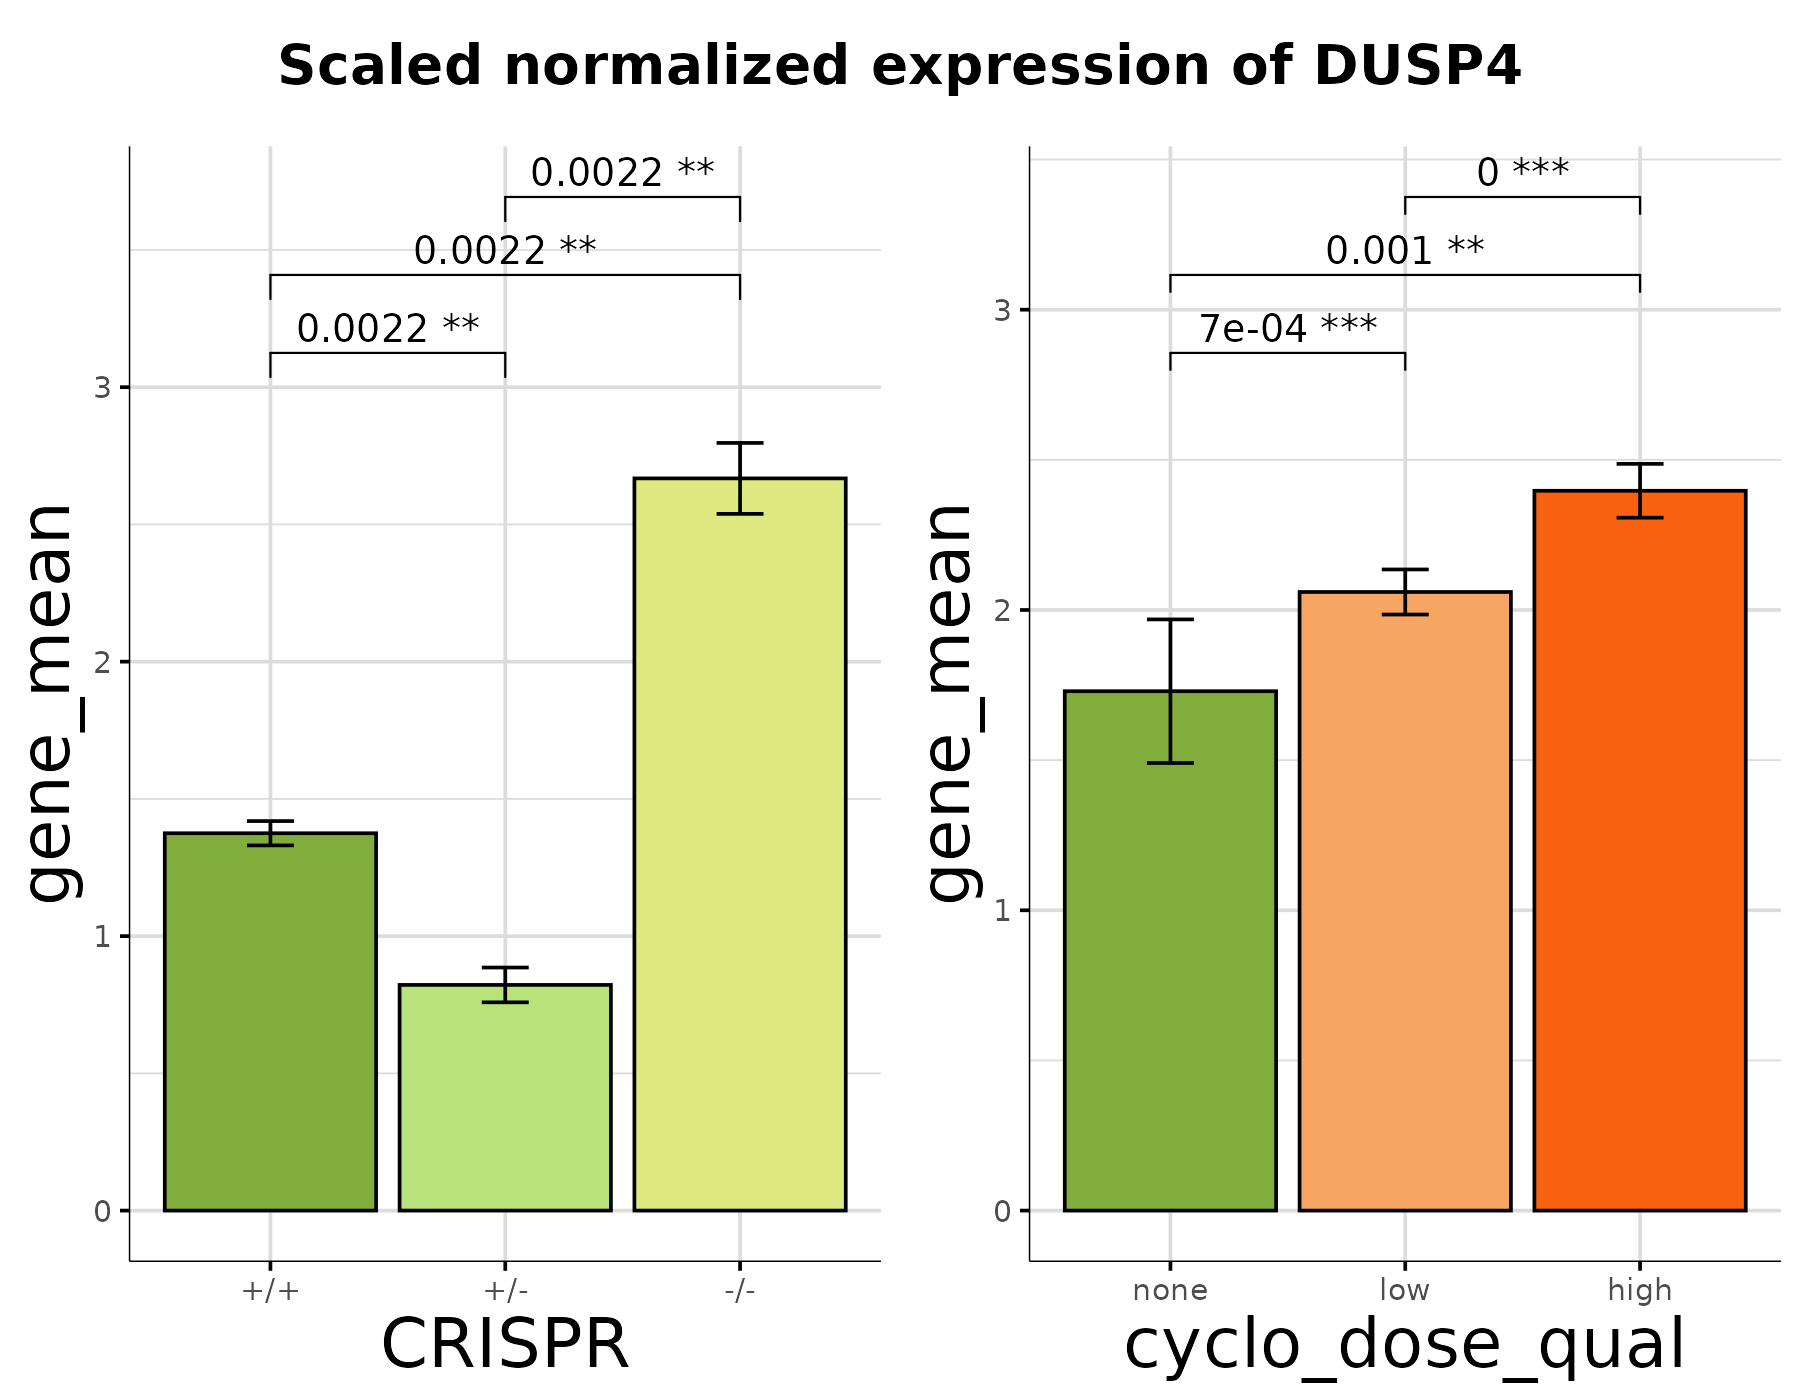 Scaled normalized expression of DUSP4
gene_mean
3
2
1
0
0.0022 **
0.0022 **
0.0022 **
+/+ +/- -/-
CRISPR
gene_mean
3
2
1
0
0 ***
0.001 **
7e-04 ***
none low high
cyclo_dose_qual